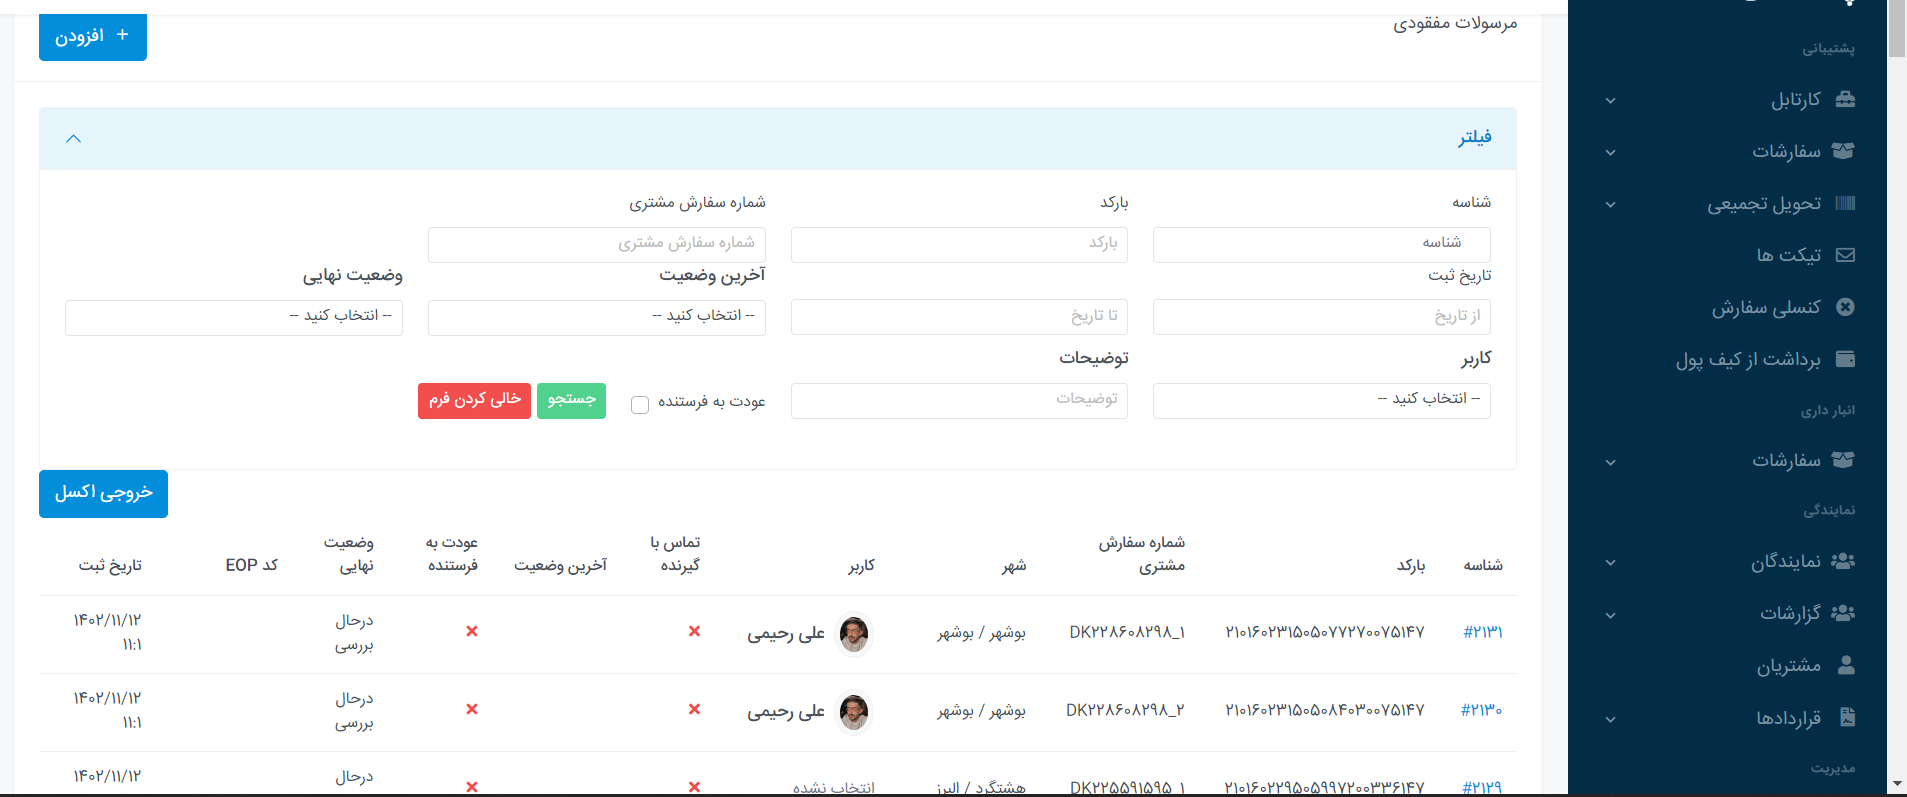 مرسولات مفقودی
+ افزودن
فیلتر
شناسه
بارکد
شماره سفارش مشتری
شناسه
بارکد
شماره سفارش مشتری
تاریخ ثبت
آخرین وضعیت
وضعیت نهایی
از تاریخ
تا تاریخ
-- انتخاب کنید --
-- انتخاب کنید --
کاربر
توضیحات
-- انتخاب کنید --
توضیحات
عودت به فرستنده
جستجو
خالی کردن فرم
خروجی اکسل
شناسه
بارکد
شماره سفارش
مشتری
شهر
کاربر
تماس با
گیرنده
آخرین وضعیت
عودت به
فرستنده
وضعیت
نهایی
کد EOP
تاریخ ثبت
#۲۱۳۱
۲۱۰۱۶۰۲۳۱۵۰۵۰۷۷۲۷۰۰۷۵۱۴۷
DK۲۲۸۶۰۸۲۹۸_۱
بوشهر / بوشهر
علی رحیمی
درحال
بررسی
۱۴۰۲/۱۱/۱۲
۱۱:۱
#۲۱۳۰
۲۱۰۱۶۰۲۳۱۵۰۵۰۸۴۰۳۰۰۷۵۱۴۷
DK۲۲۸۶۰۸۲۹۸_۲
بوشهر / بوشهر
علی رحیمی
درحال
بررسی
۱۴۰۲/۱۱/۱۲
۱۱:۱
#۲۱۲۹
۲۱۰۱۶۰۲۲۹۵۰۵۹۹۷۲۰۰۳۳۶۱۴۷
DK۲۲۵۵۹۱۵۹۵_۱
هشتگرد / البرز
انتخاب نشده
درحال
۱۴۰۲/۱۱/۱۲
پشتیبانی
کارتابل
سفارشات
تحویل تجمیعی
تیکت ها
کنسلی سفارش
برداشت از کیف پول
انبار داری
سفارشات
نمایندگی
نمایندگان
گزارشات
مشتریان
قراردادها
مدیریت